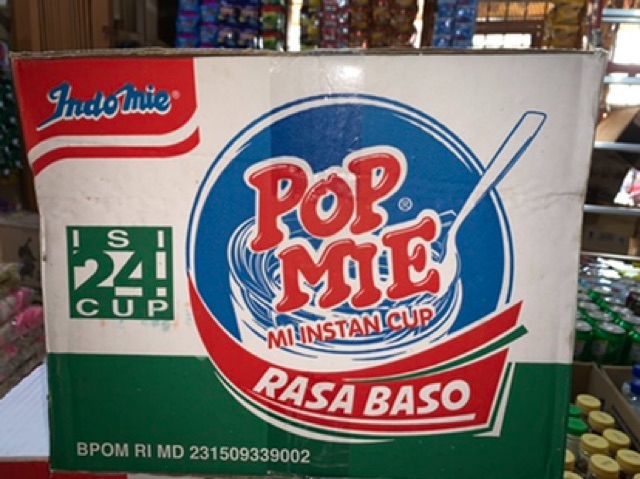 Indomie®
ISI
24!
CUP
POP
MIE®
MI INSTAN CUP
RASA BASO
BPOM RI MD 231509339002